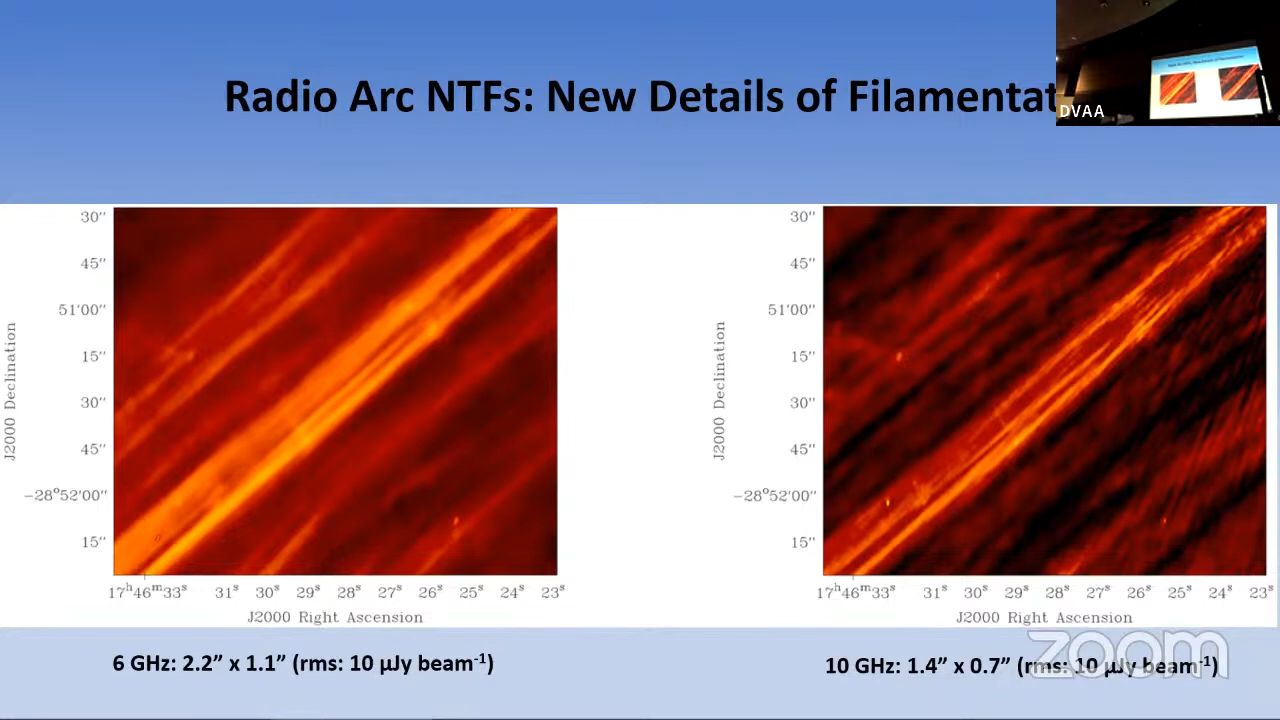 Radio Arc NTFs: New Details of Filamentat
DVAA
30″
45″
51′00″
15″
30″
45″
−28°52′00″
15″
J2000 Declination
17ʰ46ᵐ33ˢ 31ˢ 30ˢ 29ˢ 28ˢ 27ˢ 26ˢ 25ˢ 24ˢ 23ˢ
J2000 Right Ascension
30″
45″
51′00″
15″
30″
45″
−28°52′00″
15″
J2000 Declination
17ʰ46ᵐ33ˢ 31ˢ 30ˢ 29ˢ 28ˢ 27ˢ 26ˢ 25ˢ 24ˢ 23ˢ
J2000 Right Ascension
6 GHz: 2.2” x 1.1” (rms: 10 µJy beam⁻¹)
10 GHz: 1.4” x 0.7” (rms: 10 µJy beam⁻¹)
zoom